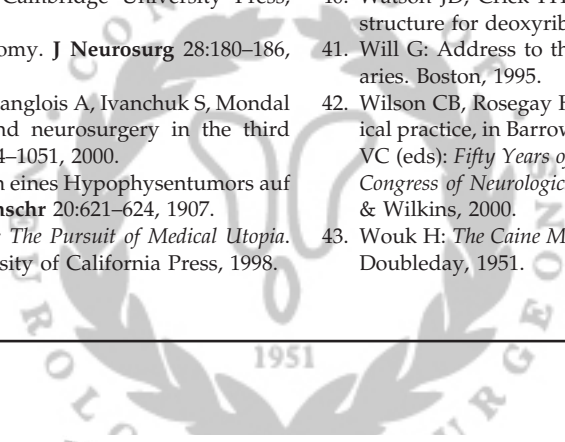 Cambridge University Press,
omy. J Neurosurg 28:180–186,
anglois A, Ivanchuk S, Mondal
nd neurosurgery in the third
4–1051, 2000.
n eines Hypophysentumors auf
nschr 20:621–624, 1907.
: The Pursuit of Medical Utopia.
sity of California Press, 1998.
Watson JD, Crick FH
structure for deoxyrib
41. Will G: Address to th
aries. Boston, 1995.
42. Wilson CB, Rosegay H
ical practice, in Barrow
VC (eds): Fifty Years of
Congress of Neurologic
& Wilkins, 2000.
43. Wouk H: The Caine M
Doubleday, 1951.
1951